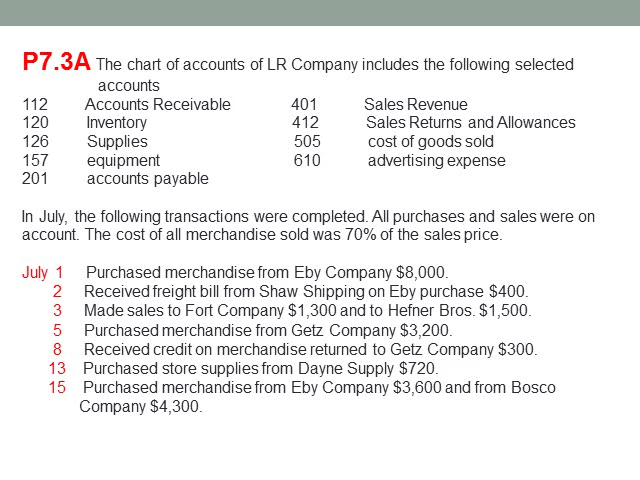 P7.3A The chart of accounts of LR Company includes the following selected
accounts
112 Accounts Receivable 401 Sales Revenue
120 Inventory 412 Sales Returns and Allowances
126 Supplies 505 cost of goods sold
157 equipment 610 advertising expense
201 accounts payable
In July, the following transactions were completed. All purchases and sales were on
account. The cost of all merchandise sold was 70% of the sales price.
July 1 Purchased merchandise from Eby Company $8,000.
2 Received freight bill from Shaw Shipping on Eby purchase $400.
3 Made sales to Fort Company $1,300 and to Hefner Bros. $1,500.
5 Purchased merchandise from Getz Company $3,200.
8 Received credit on merchandise returned to Getz Company $300.
13 Purchased store supplies from Dayne Supply $720.
15 Purchased merchandise from Eby Company $3,600 and from Bosco
Company $4,300.